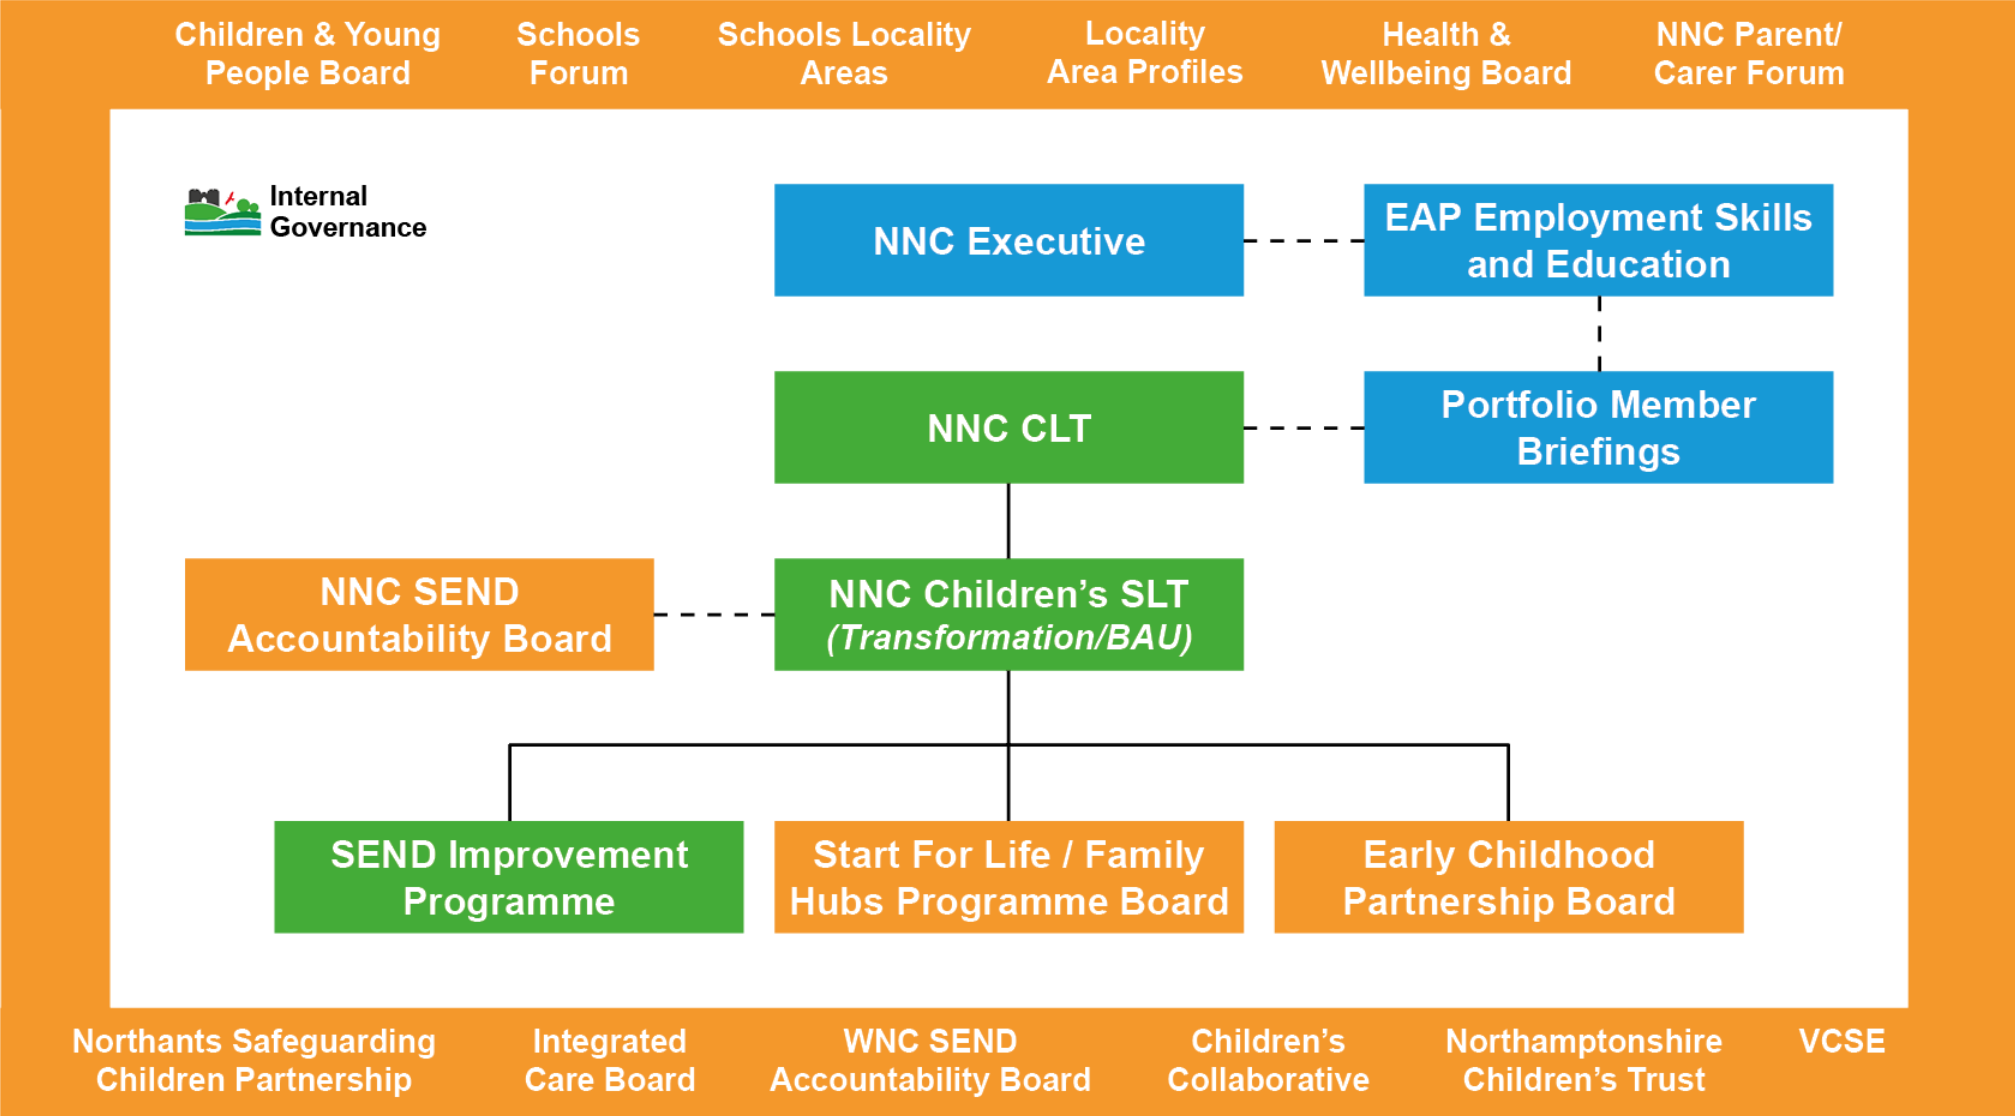 Children & Young
People Board
Schools
Forum
Schools Locality
Areas
Locality
Area Profiles
Health &
Wellbeing Board
NNC Parent/
Carer Forum
Internal
Governance
NNC Executive
EAP Employment Skills
and Education
NNC CLT
Portfolio Member
Briefings
NNC SEND
Accountability Board
NNC Children’s SLT
(Transformation/BAU)
SEND Improvement
Programme
Start For Life / Family
Hubs Programme Board
Early Childhood
Partnership Board
Northants Safeguarding
Children Partnership
Integrated
Care Board
WNC SEND
Accountability Board
Children’s
Collaborative
Northamptonshire
Children’s Trust
VCSE